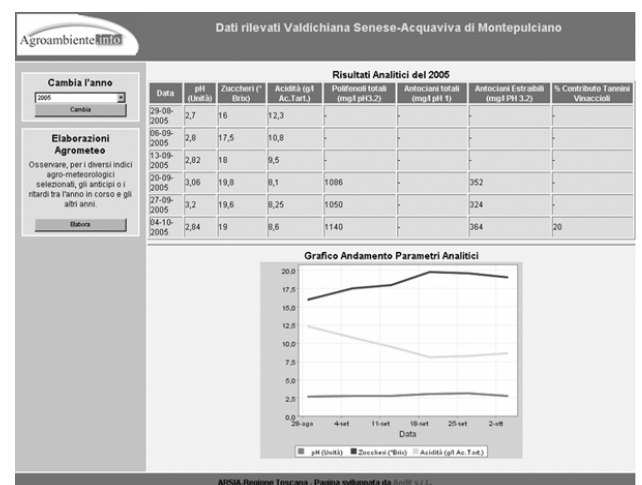 Agroambiente.info
Dati rilevati Valdichiana Senese-Acquaviva di Montepulciano
Cambia l'anno
2005
Cambia
Elaborazioni
Agrometeo
Osservare, per i diversi indici
agro-meteorologici
selezionati, gli anticipi o i
ritardi tra l'anno in corso e gli
altri anni.
Elabora
Risultati Analitici del 2005
Data | pH (Unità) | Zuccheri (° Brix) | Acidità (g/l Ac.Tart.) | Polifenoli totali (mg/l pH3.2) | Antociani totali (mg/l pH 1) | Antociani Estraibili (mg/l PH 3.2) | % Contributo Tannini Vinaccioli
29-08-2005 | 2,7 | 16 | 12,3 | - | - | - | -
06-09-2005 | 2,8 | 17,5 | 10,8 | - | - | - | -
13-09-2005 | 2,82 | 18 | 9,5 | - | - | - | -
20-09-2005 | 3,06 | 19,8 | 8,1 | 1086 | - | 352 | -
27-09-2005 | 3,2 | 19,6 | 8,25 | 1050 | - | 324 | -
04-10-2005 | 2,84 | 19 | 8,6 | 1140 | - | 364 | 20
Grafico Andamento Parametri Analitici
20,0
17,5
15,0
12,5
10,0
7,5
5,0
2,5
0,0
28-ago 4-set 11-set 18-set 25-set 2-ott
Data
pH (Unità) Zuccheri (°Brix) Acidità (g/l Ac.Tart.)
ARSIA-Regione Toscana - Pagina sviluppata da